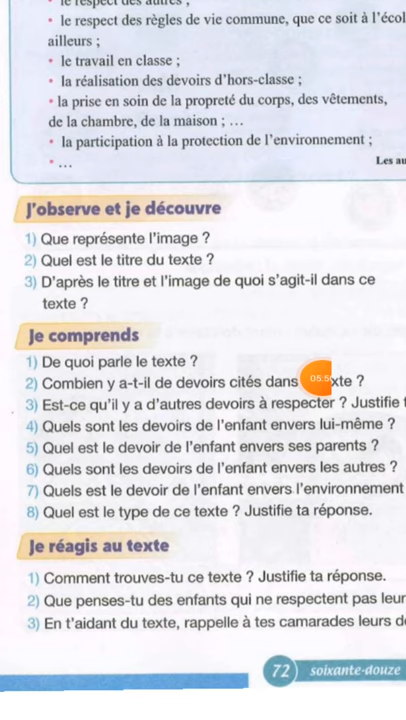 • le respect des autres ;
• le respect des règles de vie commune, que ce soit à l'écol
ailleurs ;
• le travail en classe ;
• la réalisation des devoirs d'hors-classe ;
• la prise en soin de la propreté du corps, des vêtements,
de la chambre, de la maison ; …
• la participation à la protection de l'environnement ;
• …
Les au
J'observe et je découvre
1) Que représente l'image ?
2) Quel est le titre du texte ?
3) D'après le titre et l'image de quoi s'agit-il dans ce
texte ?
Je comprends
1) De quoi parle le texte ?
2) Combien y a-t-il de devoirs cités dans xte ?
05:5
3) Est-ce qu'il y a d'autres devoirs à respecter ? Justifie t
4) Quels sont les devoirs de l'enfant envers lui-même ?
5) Quel est le devoir de l'enfant envers ses parents ?
6) Quels sont les devoirs de l'enfant envers les autres ?
7) Quels est le devoir de l'enfant envers l'environnement
8) Quel est le type de ce texte ? Justifie ta réponse.
Je réagis au texte
1) Comment trouves-tu ce texte ? Justifie ta réponse.
2) Que penses-tu des enfants qui ne respectent pas leur
3) En t'aidant du texte, rappelle à tes camarades leurs de
72 soixante-douze